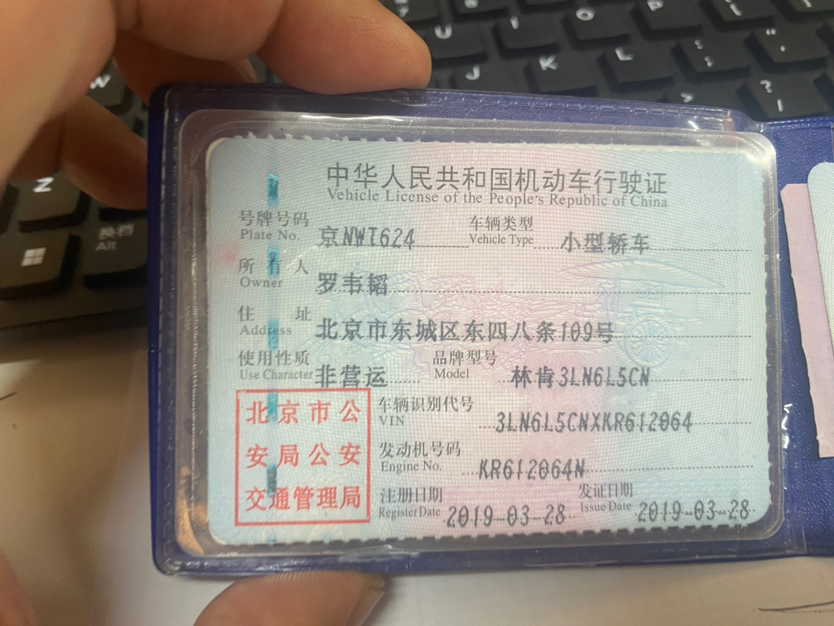 中华人民共和国机动车行驶证
Vehicle License of the People's Republic of China
号牌号码 京NWT624 车辆类型 小型轿车
Plate No. Vehicle Type
所有人 罗韦韬
Owner
住址 北京市东城区东四八条109号
Address
使用性质 非营运 品牌型号 林肯3LN6L5CN
Use Character Model
北京市公
安局公安
交通管理局
车辆识别代号 3LN6L5CNXKR612064
VIN
发动机号码 KR612064N
Engine No.
注册日期 2019-03-28 发证日期 2019-03-28
Register Date Issue Date
W
U
J
K
L
O
P
N
M
Z
换档
Alt